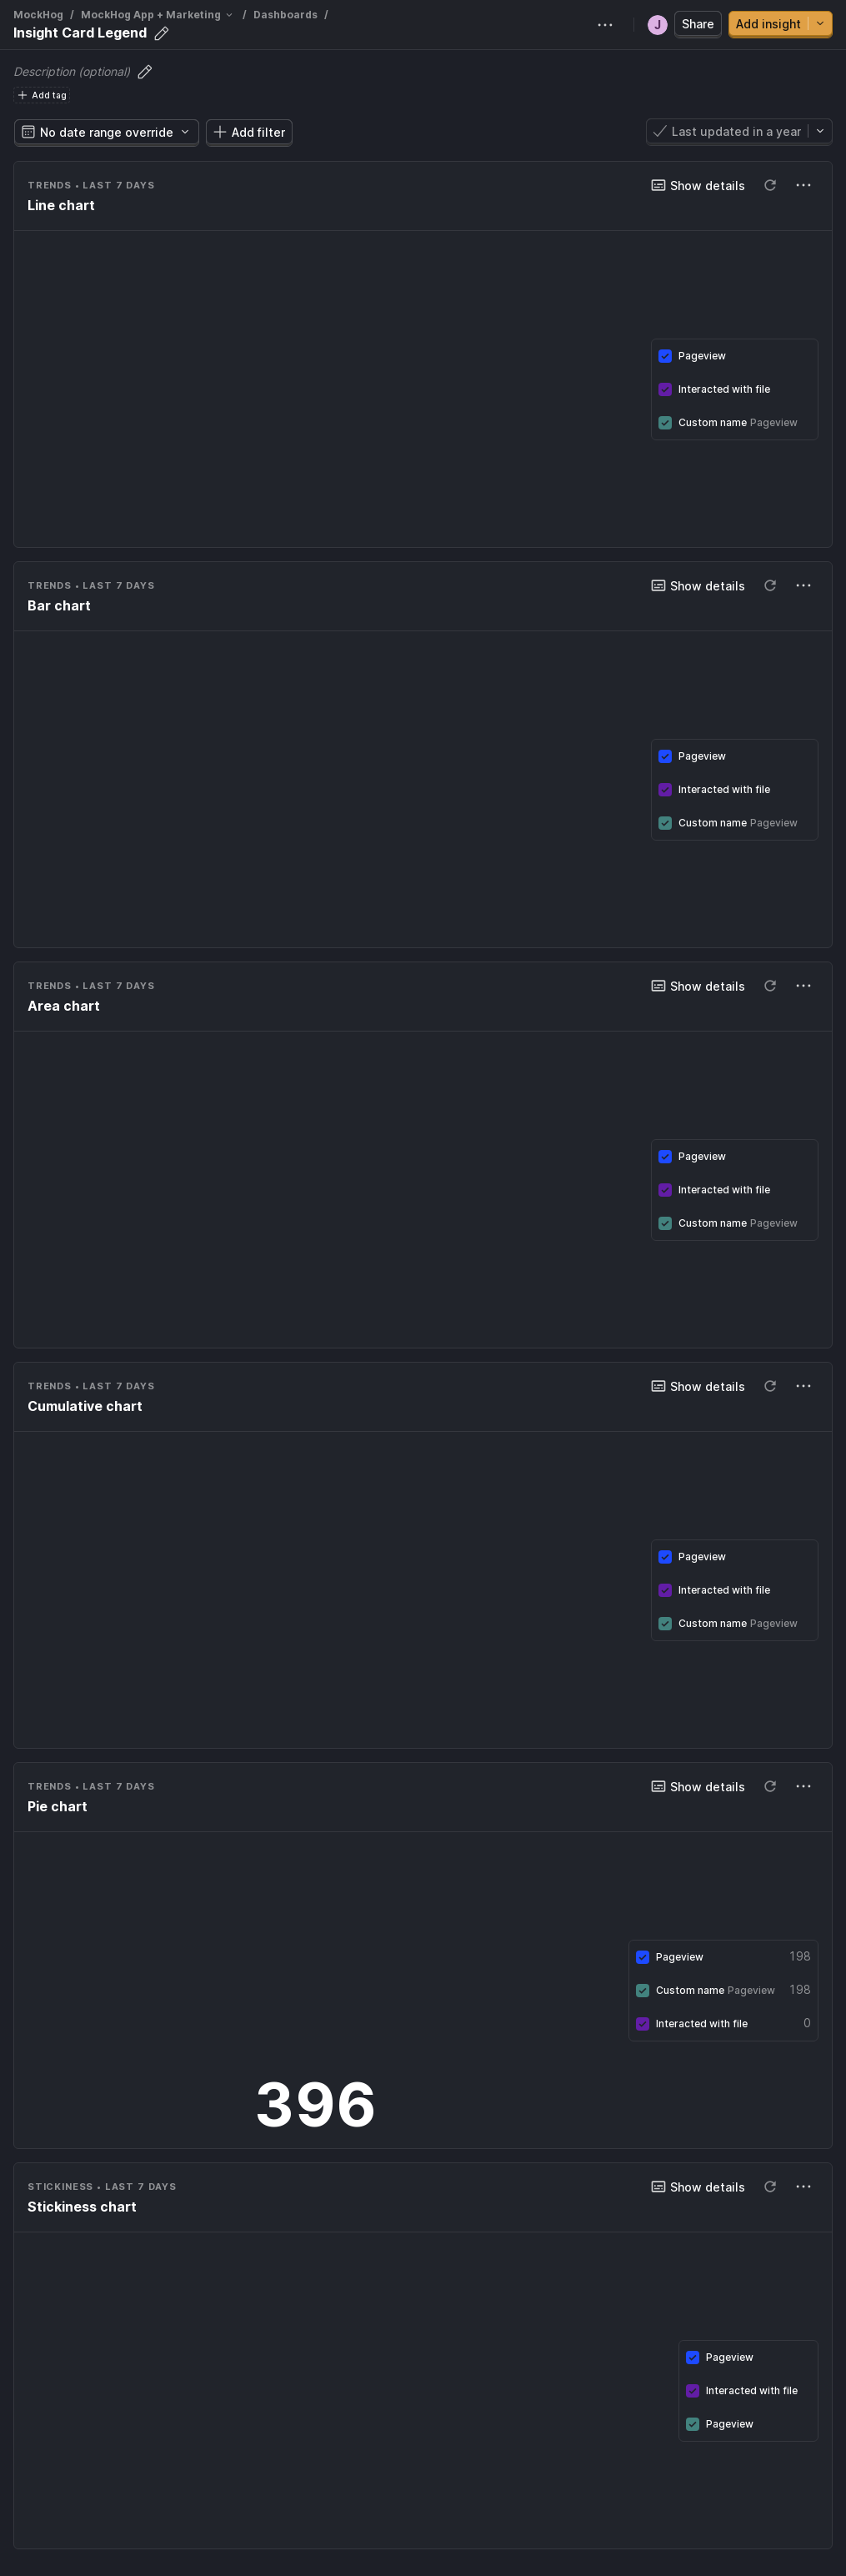 MockHog / MockHog App + Marketing / Dashboards /
Insight Card Legend
J
Share
Add insight
Description (optional)
Add tag
No date range override
Add filter
Last updated in a year
TRENDS • LAST 7 DAYS
Show details
Line chart
Pageview
Interacted with file
Custom name Pageview
TRENDS • LAST 7 DAYS
Show details
Bar chart
Pageview
Interacted with file
Custom name Pageview
TRENDS • LAST 7 DAYS
Show details
Area chart
Pageview
Interacted with file
Custom name Pageview
TRENDS • LAST 7 DAYS
Show details
Cumulative chart
Pageview
Interacted with file
Custom name Pageview
TRENDS • LAST 7 DAYS
Show details
Pie chart
Pageview 198
Custom name Pageview 198
Interacted with file 0
396
STICKINESS • LAST 7 DAYS
Show details
Stickiness chart
Pageview
Interacted with file
Pageview